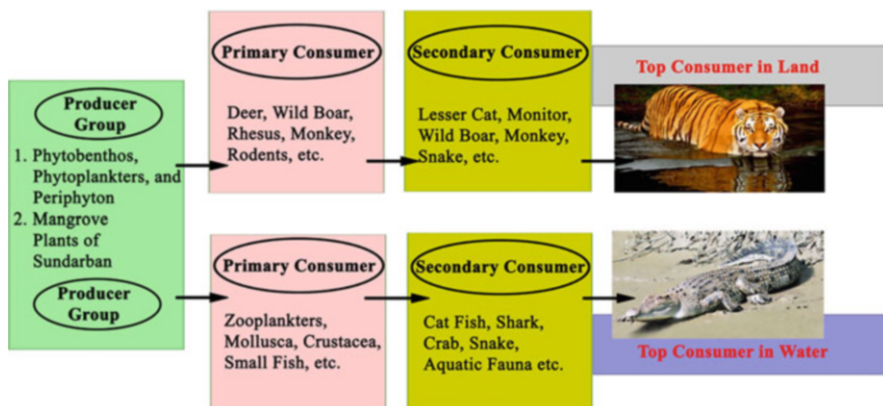 Producer
Group
1. Phytobenthos,
Phytoplankters, and
Periphyton
2. Mangrove
Plants of
Sundarban
Producer
Group
Primary Consumer
Deer, Wild Boar,
Rhesus, Monkey,
Rodents, etc.
Secondary Consumer
Lesser Cat, Monitor,
Wild Boar, Monkey,
Snake, etc.
Top Consumer in Land
Primary Consumer
Zooplankters,
Mollusca, Crustacea,
Small Fish, etc.
Secondary Consumer
Cat Fish, Shark,
Crab, Snake,
Aquatic Fauna etc.
Top Consumer in Water